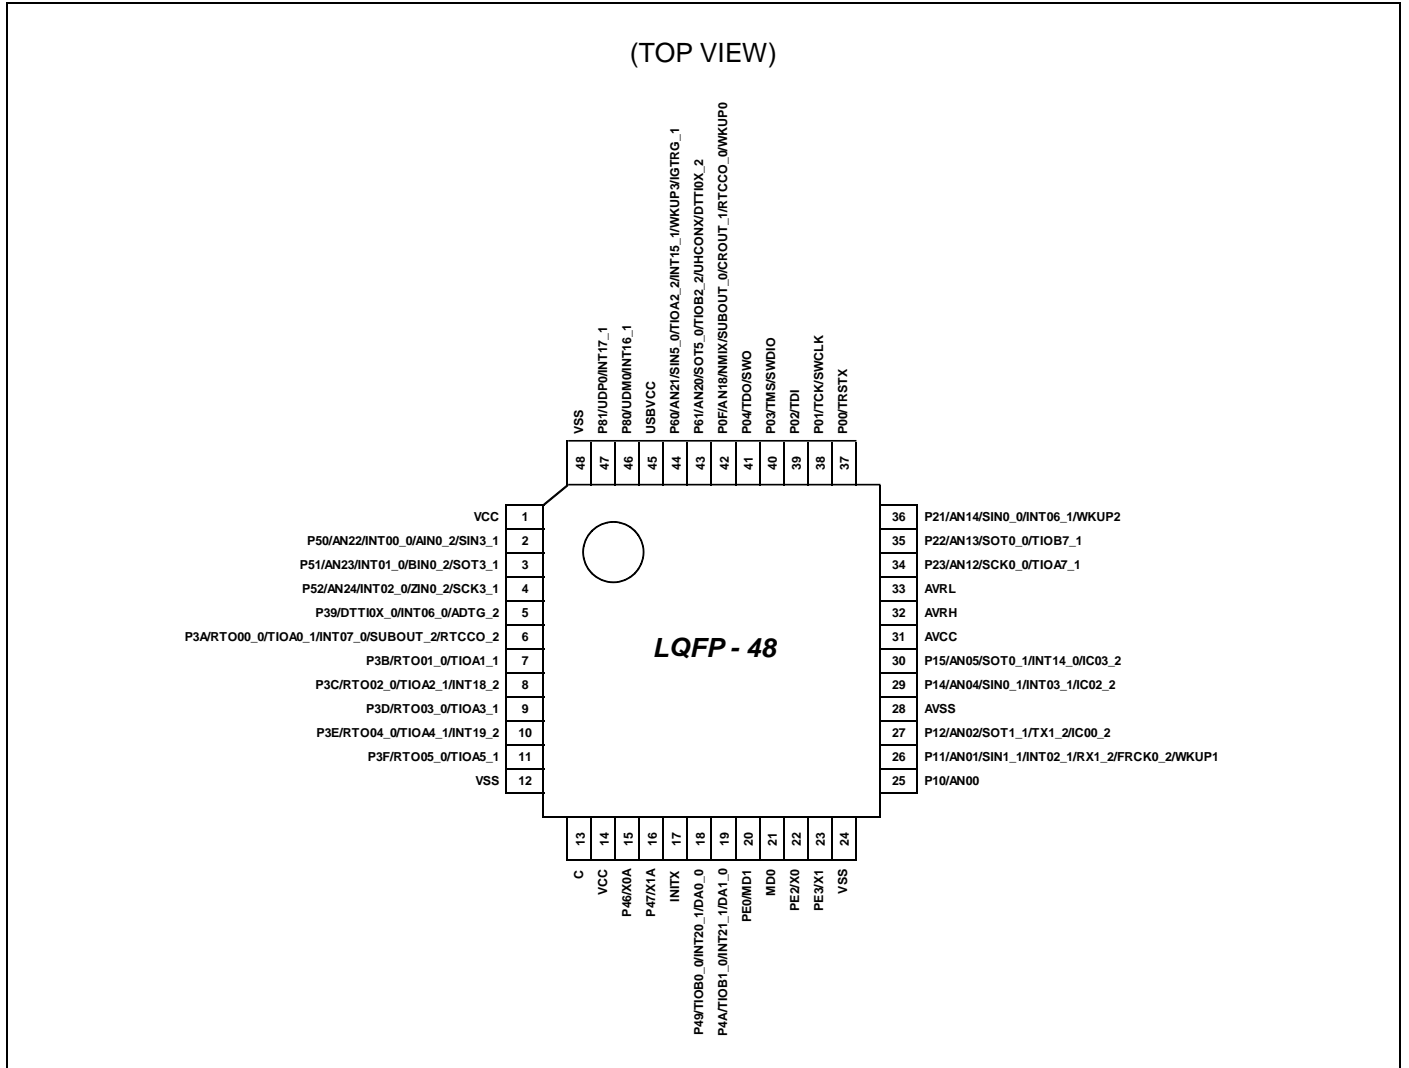 (TOP VIEW)
VSS
P81/UDP0/INT17_1
P80/UDM0/INT16_1
USBVCC
P60/AN21/SIN5_0/TIOA2_2/INT15_1/WKUP3/IGTRG_1
P61/AN20/SOT5_0/TIOB2_2/UHCONX/DTTI0X_2
P0F/AN18/NMIX/SUBOUT_0/CROUT_1/RTCCO_0/WKUP0
P04/TDO/SWO
P03/TMS/SWDIO
P02/TDI
P01/TCK/SWCLK
P00/TRSTX
48
47
46
45
44
43
42
41
40
39
38
37
VCC 1
P50/AN22/INT00_0/AIN0_2/SIN3_1 2
P51/AN23/INT01_0/BIN0_2/SOT3_1 3
P52/AN24/INT02_0/ZIN0_2/SCK3_1 4
P39/DTTI0X_0/INT06_0/ADTG_2 5
P3A/RTO00_0/TIOA0_1/INT07_0/SUBOUT_2/RTCCO_2 6
P3B/RTO01_0/TIOA1_1 7
P3C/RTO02_0/TIOA2_1/INT18_2 8
P3D/RTO03_0/TIOA3_1 9
P3E/RTO04_0/TIOA4_1/INT19_2 10
P3F/RTO05_0/TIOA5_1 11
VSS 12
LQFP - 48
36 P21/AN14/SIN0_0/INT06_1/WKUP2
35 P22/AN13/SOT0_0/TIOB7_1
34 P23/AN12/SCK0_0/TIOA7_1
33 AVRL
32 AVRH
31 AVCC
30 P15/AN05/SOT0_1/INT14_0/IC03_2
29 P14/AN04/SIN0_1/INT03_1/IC02_2
28 AVSS
27 P12/AN02/SOT1_1/TX1_2/IC00_2
26 P11/AN01/SIN1_1/INT02_1/RX1_2/FRCK0_2/WKUP1
25 P10/AN00
13
14
15
16
17
18
19
20
21
22
23
24
C
VCC
P46/X0A
P47/X1A
INITX
P49/TIOB0_0/INT20_1/DA0_0
P4A/TIOB1_0/INT21_1/DA1_0
PE0/MD1
MD0
PE2/X0
PE3/X1
VSS